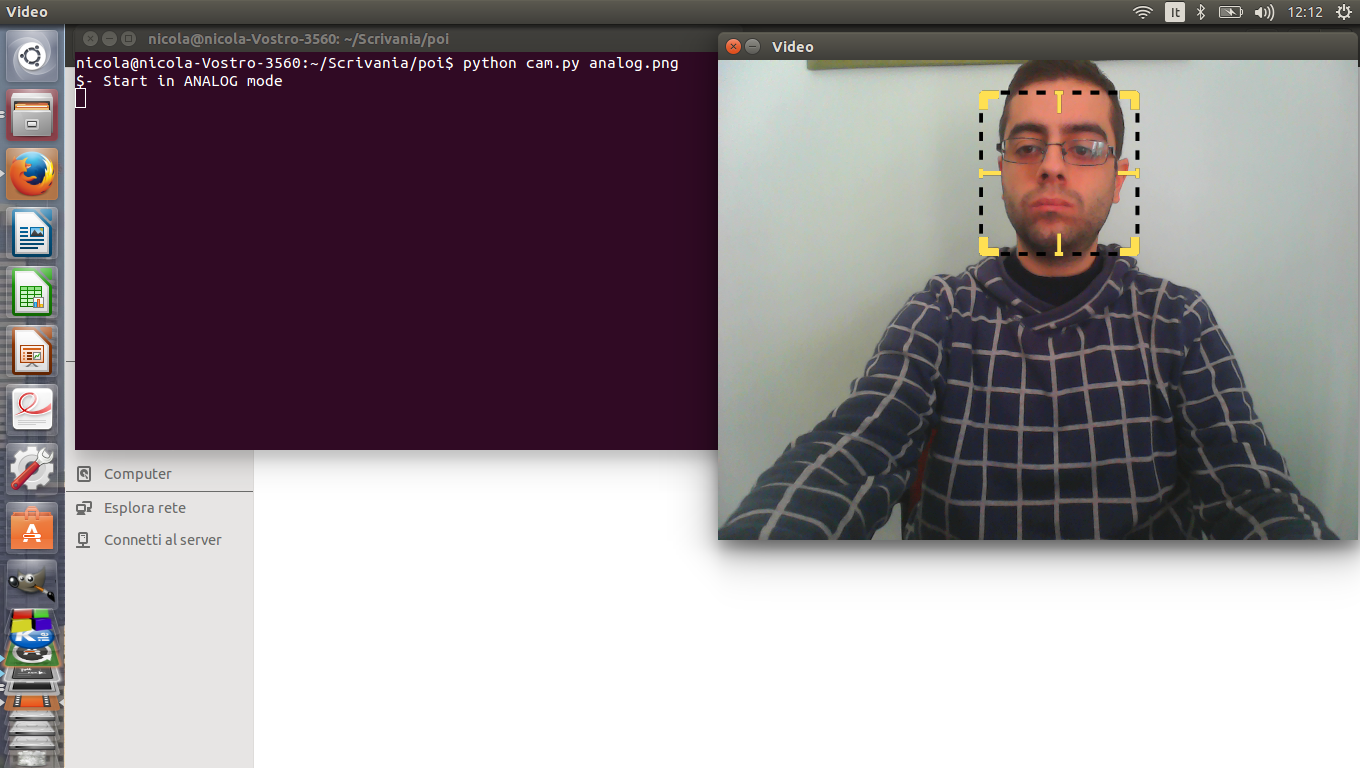 Video
It
12:12
nicola@nicola-Vostro-3560: ~/Scrivania/poi
nicola@nicola-Vostro-3560:~/Scrivania/poi$ python cam.py analog.png
$- Start in ANALOG mode
Video
Computer
Esplora rete
Connetti al server